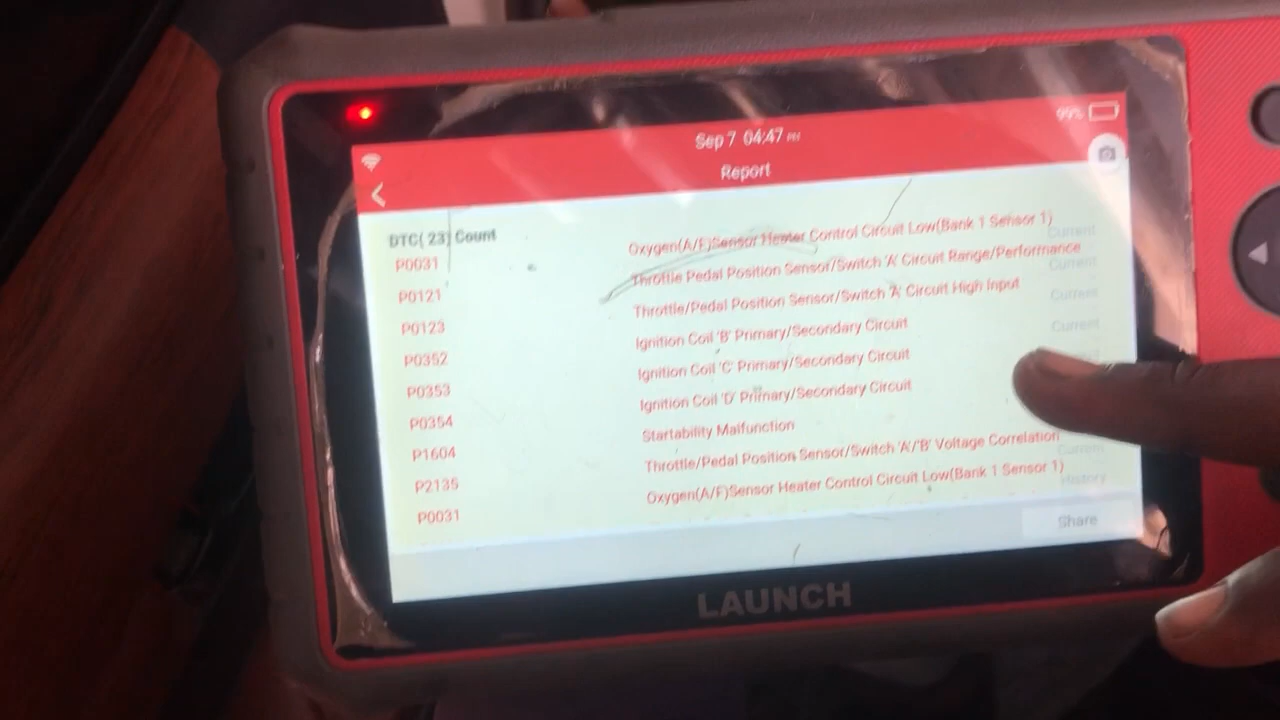 99%
Sep 7 04:47 PM
Report
DTC( 23) Count
P0031 Oxygen(A/F)Sensor Heater Control Circuit Low(Bank 1 Sensor 1) Current
P0121 Throttle Pedal Position Sensor/Switch 'A' Circuit Range/Performance Current
P0123 Throttle/Pedal Position Sensor/Switch 'A' Circuit High Input Current
P0352 Ignition Coil 'B' Primary/Secondary Circuit Current
P0353 Ignition Coil 'C' Primary/Secondary Circuit
P0354 Ignition Coil 'D' Primary/Secondary Circuit
P1604 Startability Malfunction
P2135 Throttle/Pedal Position Sensor/Switch 'A'/'B' Voltage Correlation Current
P0031 Oxygen(A/F)Sensor Heater Control Circuit Low(Bank 1 Sensor 1) History
Share
LAUNCH